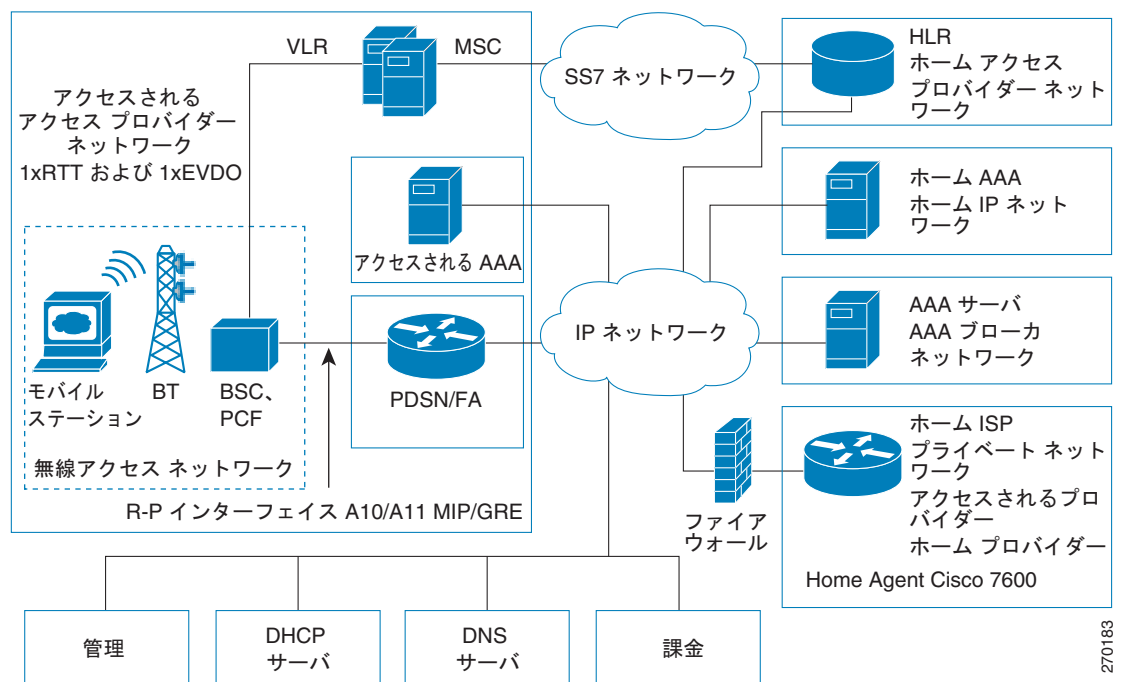 VLR
MSC
SS7 ネットワーク
HLR
ホーム アクセス
プロバイダー ネット
ワーク
アクセスされる
アクセス プロバイダー
ネットワーク
1xRTT および 1xEVDO
アクセスされる AAA
ホーム AAA
ホーム IP ネット
ワーク
IP ネットワーク
AAA サーバ
AAA ブローカ
ネットワーク
モバイル
ステーション
BT
BSC、
PCF
PDSN/FA
無線アクセス ネットワーク
R-P インターフェイス A10/A11 MIP/GRE
ファイア
ウォール
ホーム ISP
プライベート ネット
ワーク
アクセスされるプロ
バイダー
ホーム プロバイダー
Home Agent Cisco 7600
管理
DHCP
サーバ
DNS
サーバ
課金
270183